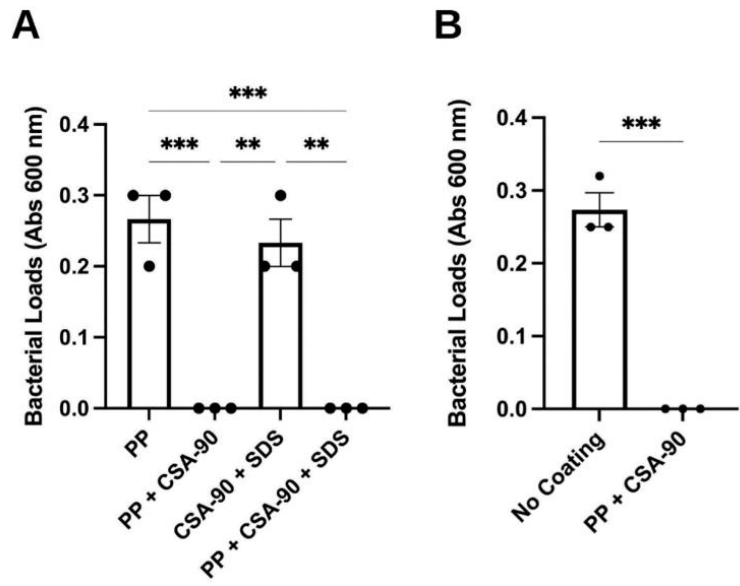 A
Bacterial Loads (Abs 600 nm)
0.4
0.3
0.2
0.1
0.0
***
*** ** **
PP
PP + CSA-90
CSA-90 + SDS
PP + CSA-90 + SDS
B
Bacterial Loads (Abs 600 nm)
0.4
0.3
0.2
0.1
0.0
***
No Coating
PP + CSA-90